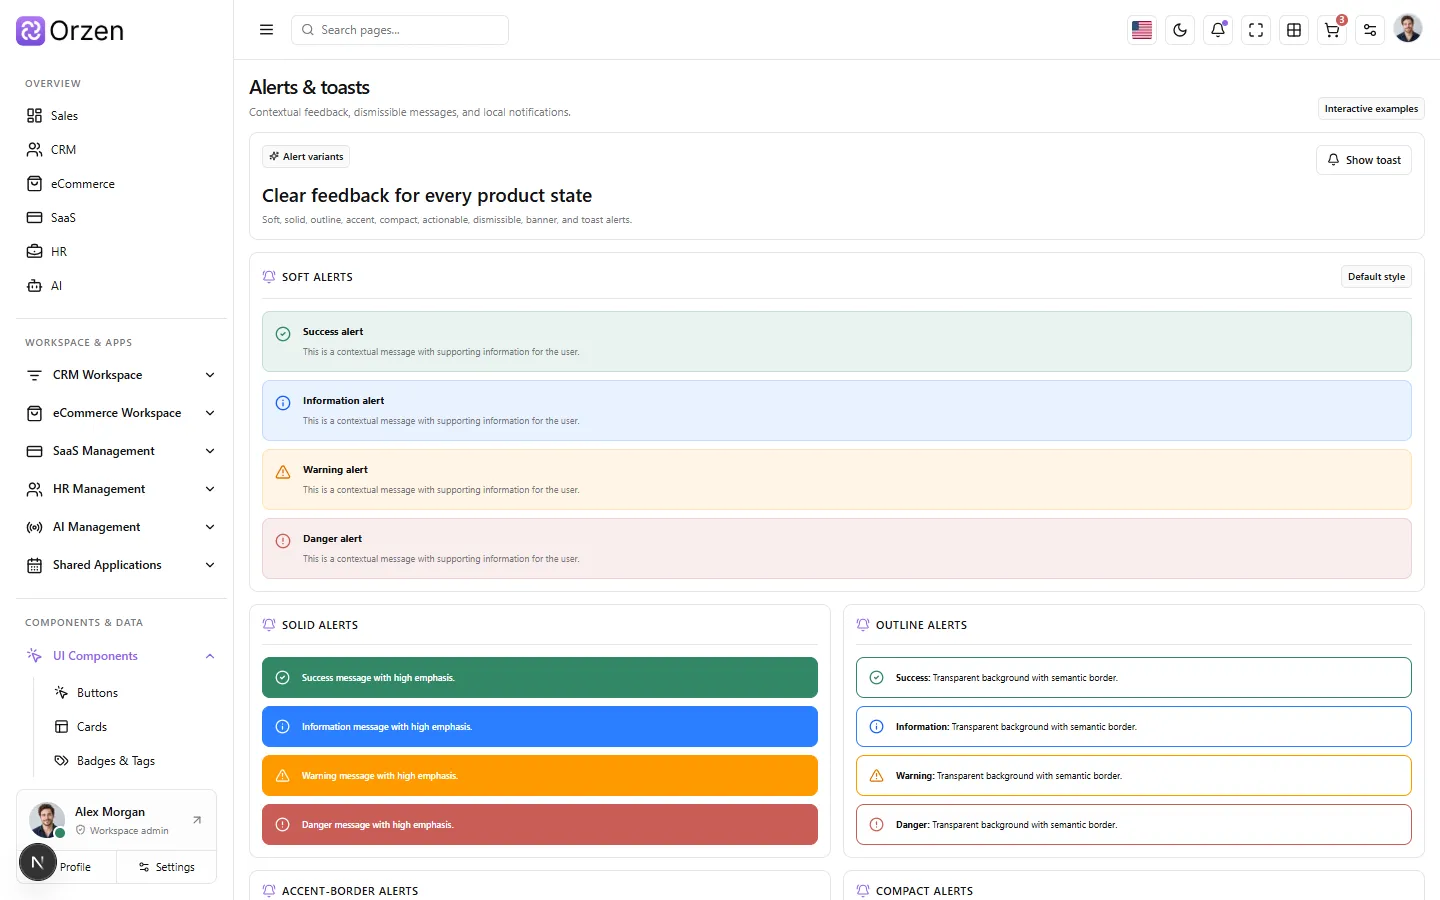 Orzen
Search pages...
3
OVERVIEW
Sales
CRM
eCommerce
SaaS
HR
AI
WORKSPACE & APPS
CRM Workspace
eCommerce Workspace
SaaS Management
HR Management
AI Management
Shared Applications
COMPONENTS & DATA
UI Components
Buttons
Cards
Badges & Tags
Alex Morgan
Workspace admin
N
Profile
Settings
Alerts & toasts
Contextual feedback, dismissible messages, and local notifications.
Interactive examples
Alert variants
Show toast
Clear feedback for every product state
Soft, solid, outline, accent, compact, actionable, dismissible, banner, and toast alerts.
SOFT ALERTS
Default style
Success alert
This is a contextual message with supporting information for the user.
Information alert
This is a contextual message with supporting information for the user.
Warning alert
This is a contextual message with supporting information for the user.
Danger alert
This is a contextual message with supporting information for the user.
SOLID ALERTS
Success message with high emphasis.
Information message with high emphasis.
Warning message with high emphasis.
Danger message with high emphasis.
OUTLINE ALERTS
Success: Transparent background with semantic border.
Information: Transparent background with semantic border.
Warning: Transparent background with semantic border.
Danger: Transparent background with semantic border.
ACCENT-BORDER ALERTS
COMPACT ALERTS